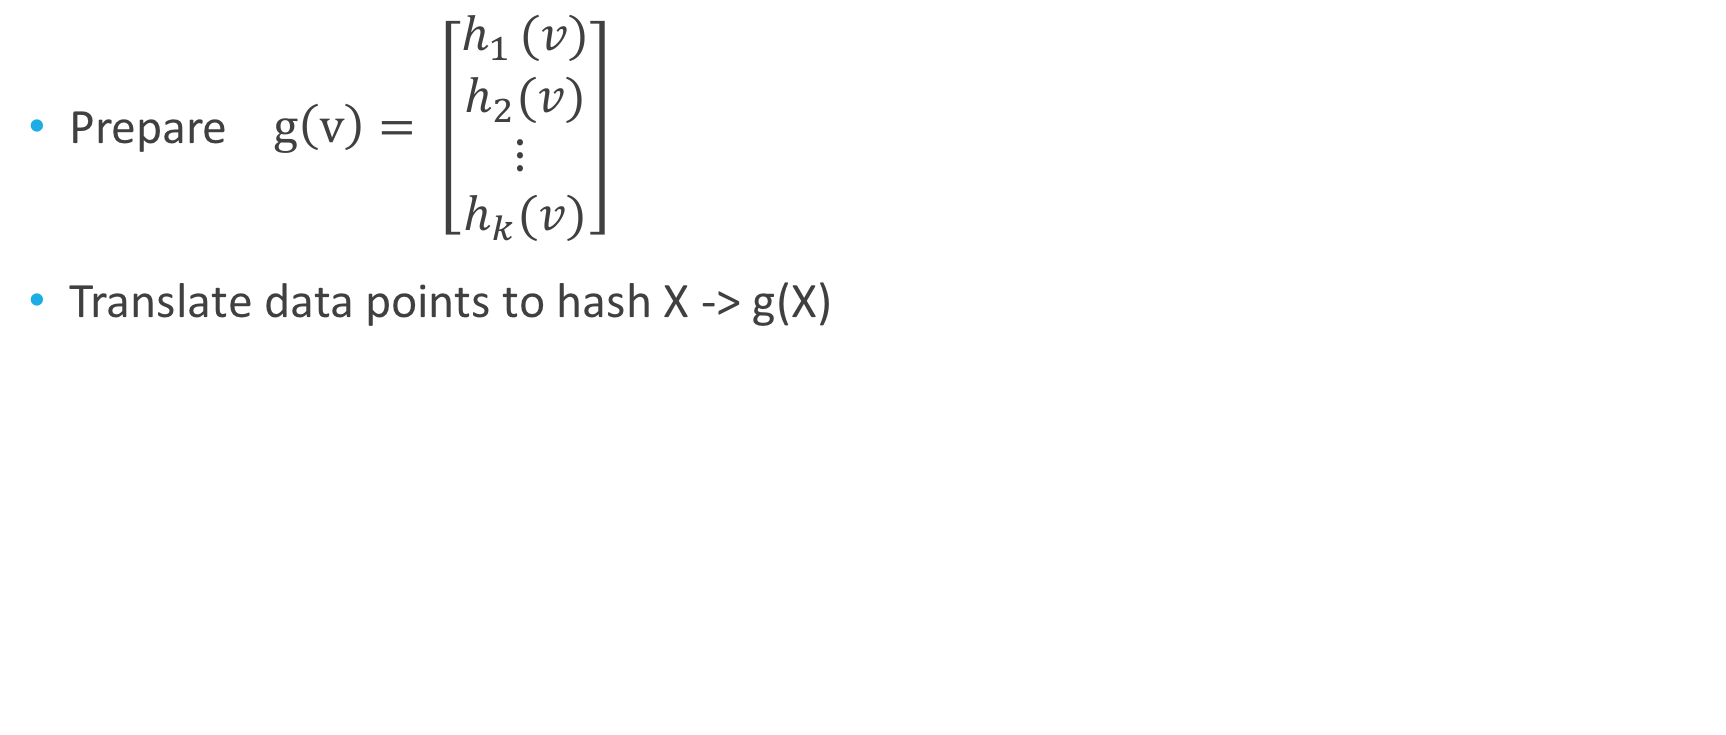 • Prepare g(v) = [h₁ (v)
h₂(v)
⋮
hₖ(v)]
• Translate data points to hash X -> g(X)